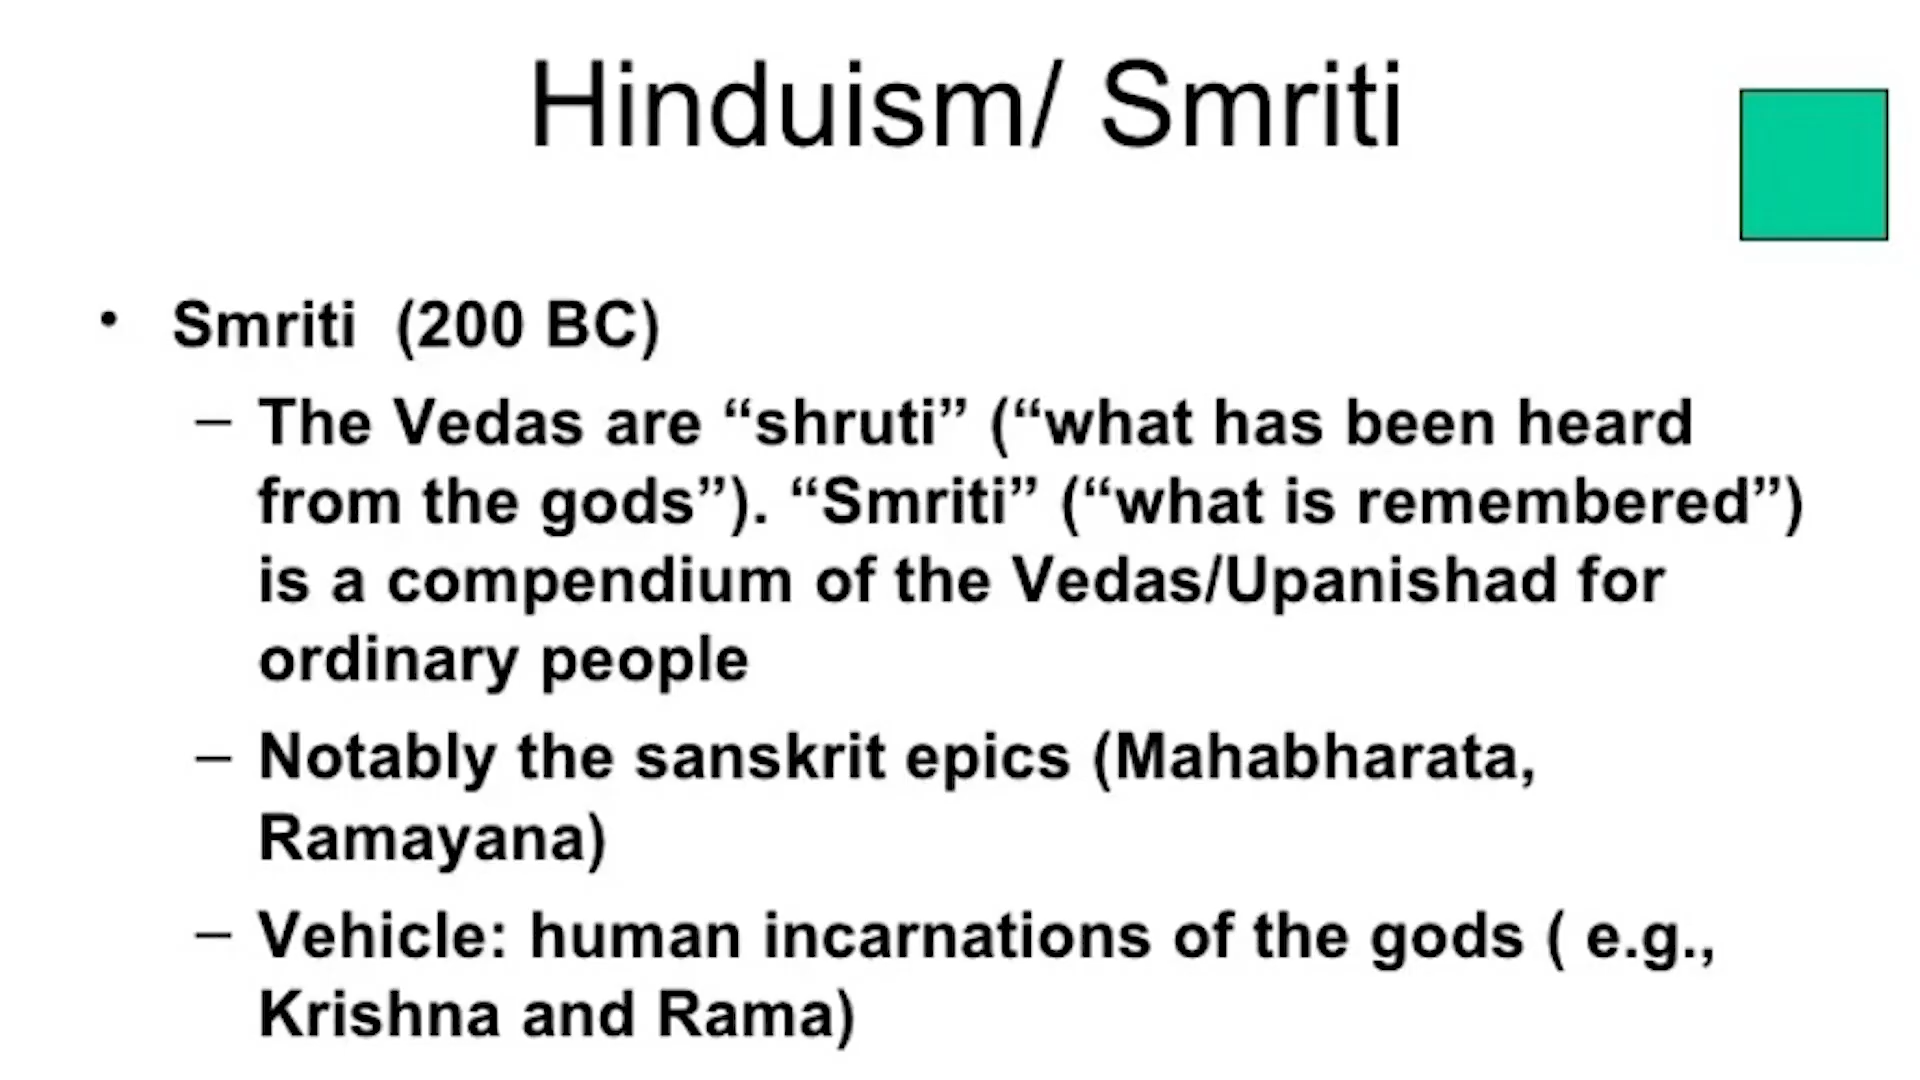 Hinduism/ Smriti
• Smriti  (200 BC)
– The Vedas are “shruti” (“what has been heard
from the gods”). “Smriti” (“what is remembered”)
is a compendium of the Vedas/Upanishad for
ordinary people
– Notably the sanskrit epics (Mahabharata,
Ramayana)
– Vehicle: human incarnations of the gods ( e.g.,
Krishna and Rama)